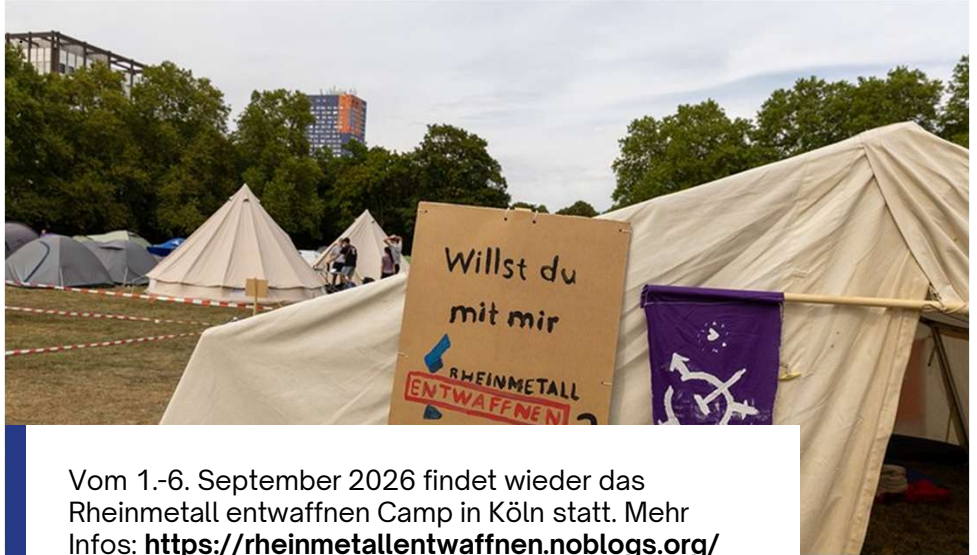 Willst du
mit mir
RHEINMETALL
ENTWAFFNEN
?
Vom 1.-6. September 2026 findet wieder das
Rheinmetall entwaffnen Camp in Köln statt. Mehr
Infos: https://rheinmetallentwaffnen.noblogs.org/